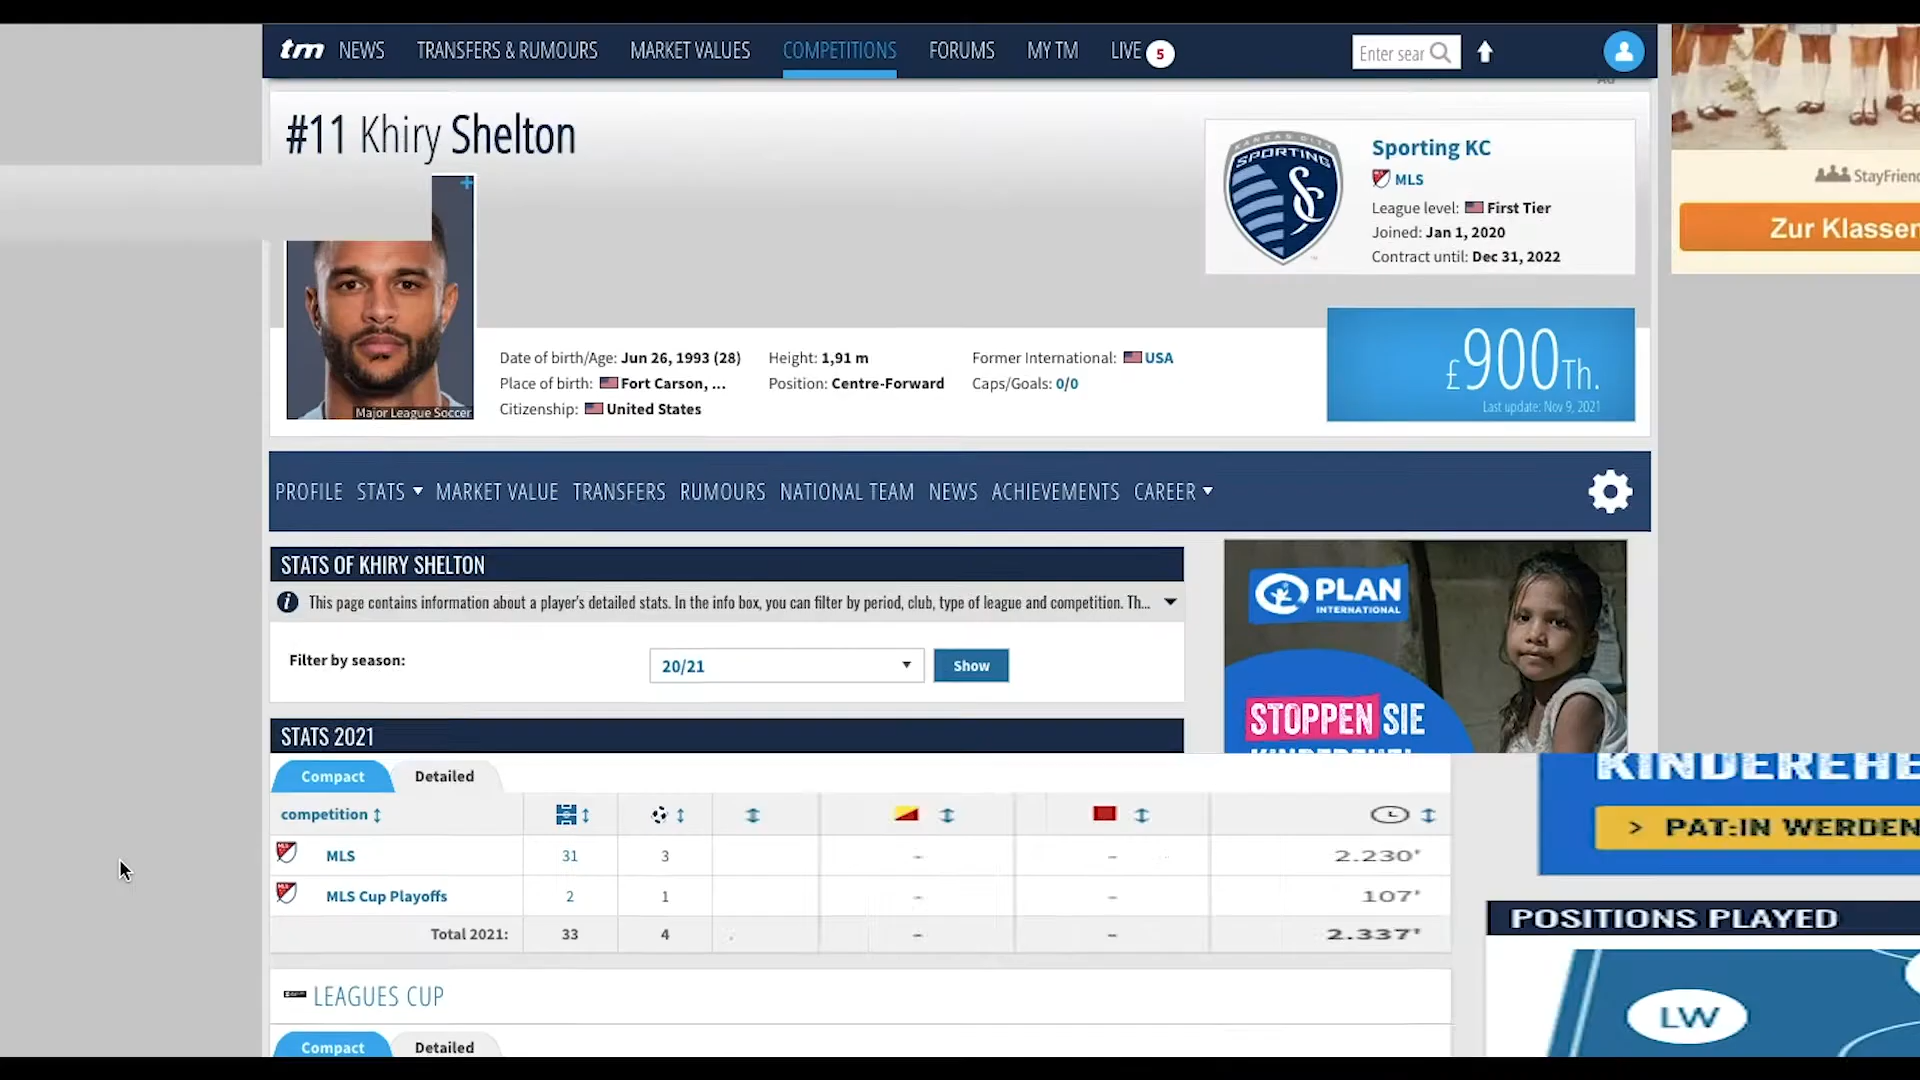 tm NEWS TRANSFERS & RUMOURS MARKET VALUES COMPETITIONS FORUMS MY TM LIVE 5 Enter sear
#11 Khiry Shelton
KANSAS CITY
SPORTING
Sporting KC
MLS
League level: First Tier
Joined: Jan 1, 2020
Contract until: Dec 31, 2022
StayFrien
Zur Klassen
Major League Soccer
Date of birth/Age: Jun 26, 1993 (28)
Place of birth: Fort Carson, ...
Citizenship: United States
Height: 1,91 m
Position: Centre-Forward
Former International: USA
Caps/Goals: 0/0
£900Th.
Last update: Nov 9, 2021
PROFILE STATS MARKET VALUE TRANSFERS RUMOURS NATIONAL TEAM NEWS ACHIEVEMENTS CAREER
STATS OF KHIRY SHELTON
This page contains information about a player's detailed stats. In the info box, you can filter by period, club, type of league and competition. Th...
Filter by season: 20/21 Show
PLAN
INTERNATIONAL
STOPPEN SIE
KINDEREHE
> PAT:IN WERDEN
STATS 2021
Compact Detailed
competition
MLS 31 3 - - 2.230'
MLS Cup Playoffs 2 1 - - 107'
Total 2021: 33 4 - - 2.337'
POSITIONS PLAYED
LW
LEAGUES CUP
Compact Detailed